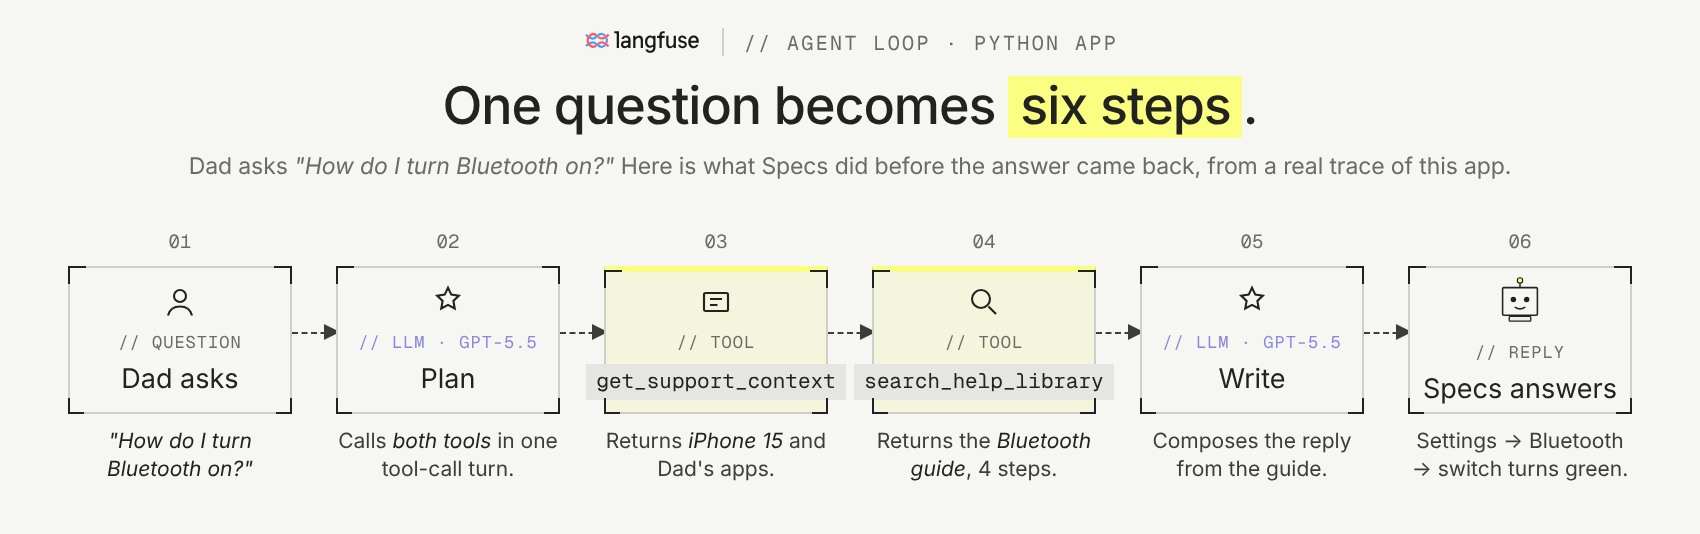 langfuse // AGENT LOOP · PYTHON APP
One question becomes six steps.
Dad asks "How do I turn Bluetooth on?" Here is what Specs did before the answer came back, from a real trace of this app.
01
// QUESTION
Dad asks
"How do I turn
Bluetooth on?"
02
// LLM · GPT-5.5
Plan
Calls both tools in one
tool-call turn.
03
// TOOL
get_support_context
Returns iPhone 15 and
Dad's apps.
04
// TOOL
search_help_library
Returns the Bluetooth
guide, 4 steps.
05
// LLM · GPT-5.5
Write
Composes the reply
from the guide.
06
// REPLY
Specs answers
Settings → Bluetooth
→ switch turns green.